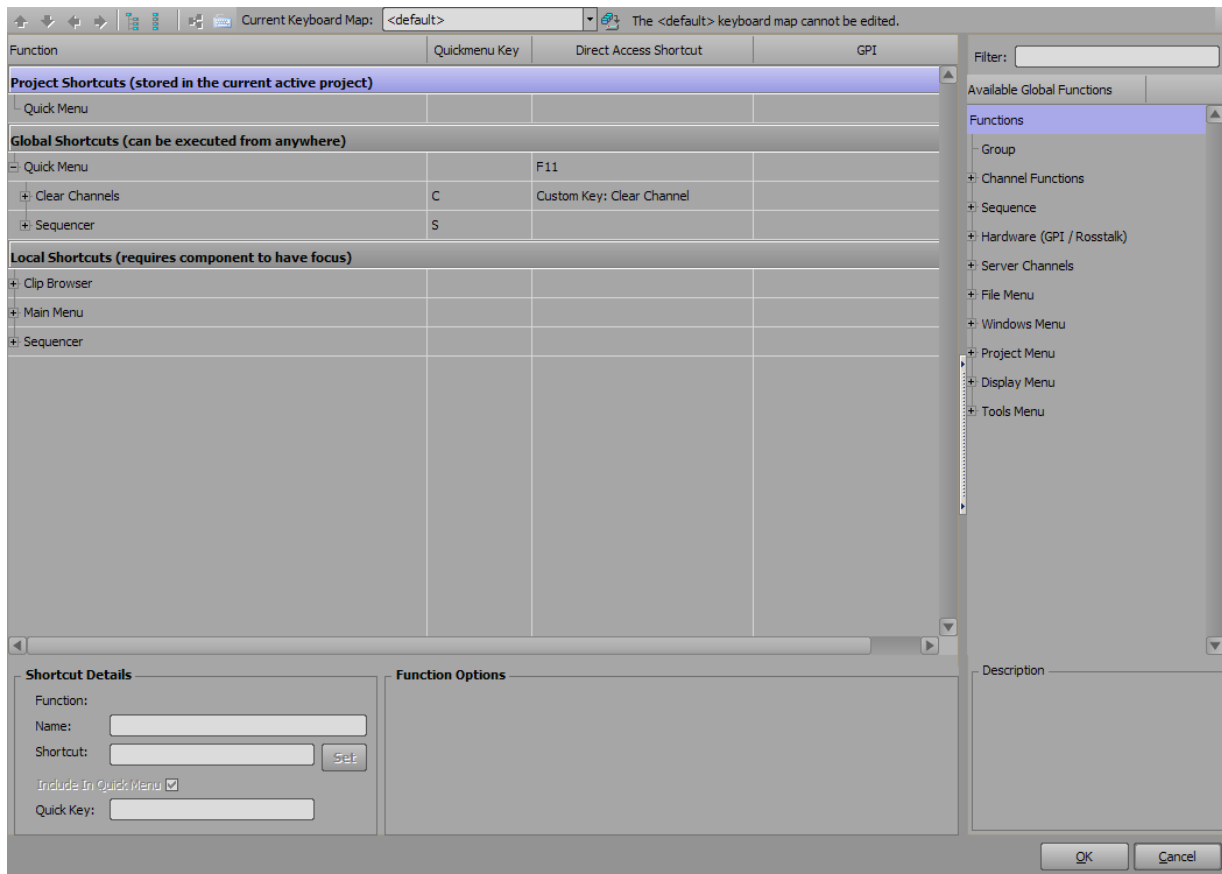 Current Keyboard Map: <default> The <default> keyboard map cannot be edited.
Function Quickmenu Key Direct Access Shortcut GPI
Project Shortcuts (stored in the current active project)
Quick Menu
Global Shortcuts (can be executed from anywhere)
Quick Menu F11
Clear Channels C Custom Key: Clear Channel
Sequencer S
Local Shortcuts (requires component to have focus)
Clip Browser
Main Menu
Sequencer
Filter:
Available Global Functions
Functions
Group
Channel Functions
Sequence
Hardware (GPI / Rosstalk)
Server Channels
File Menu
Windows Menu
Project Menu
Display Menu
Tools Menu
Shortcut Details
Function:
Name:
Shortcut: Set
Include In Quick Menu
Quick Key:
Function Options
Description
OK Cancel